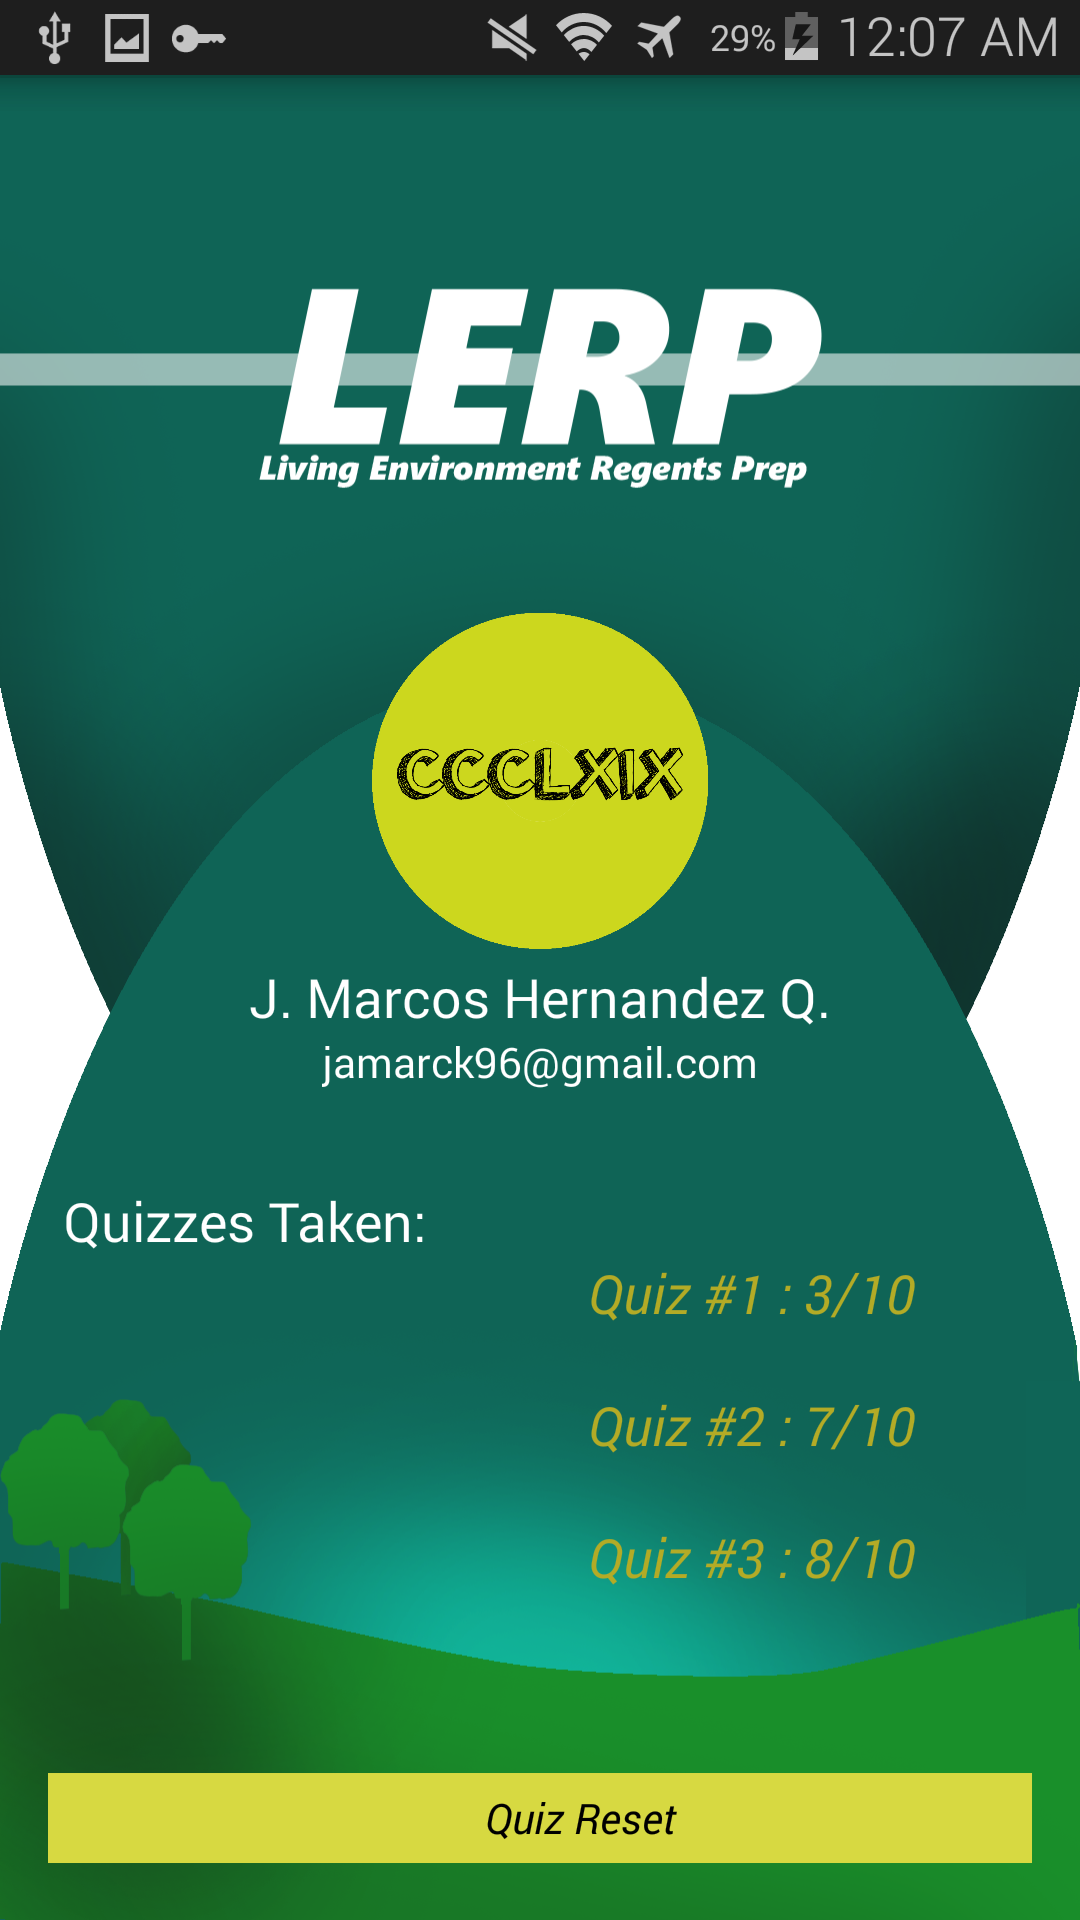 29% 12:07 AM
LERP
Living Environment Regents Prep
CCCLXIX
J. Marcos Hernandez Q.
jamarck96@gmail.com
Quizzes Taken:
Quiz #1 : 3/10
Quiz #2 : 7/10
Quiz #3 : 8/10
Quiz Reset